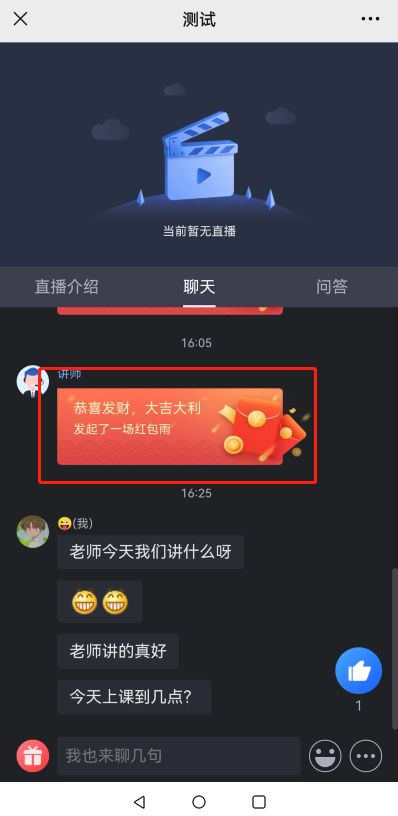 测试
当前暂无直播
直播介绍
聊天
问答
16:05
讲师
恭喜发财，大吉大利
发起了一场红包雨
16:25
(我)
老师今天我们讲什么呀
老师讲的真好
今天上课到几点？
1
我也来聊几句